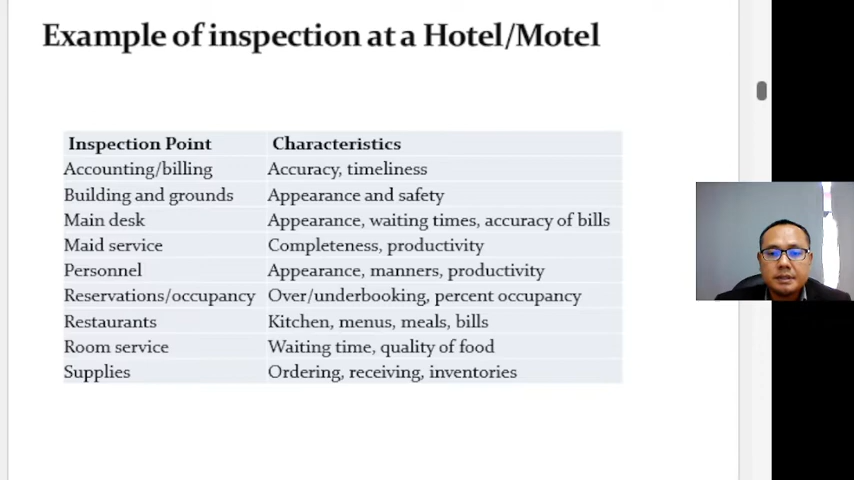 Example of inspection at a Hotel/Motel
Inspection Point Characteristics
Accounting/billing Accuracy, timeliness
Building and grounds Appearance and safety
Main desk Appearance, waiting times, accuracy of bills
Maid service Completeness, productivity
Personnel Appearance, manners, productivity
Reservations/occupancy Over/underbooking, percent occupancy
Restaurants Kitchen, menus, meals, bills
Room service Waiting time, quality of food
Supplies Ordering, receiving, inventories